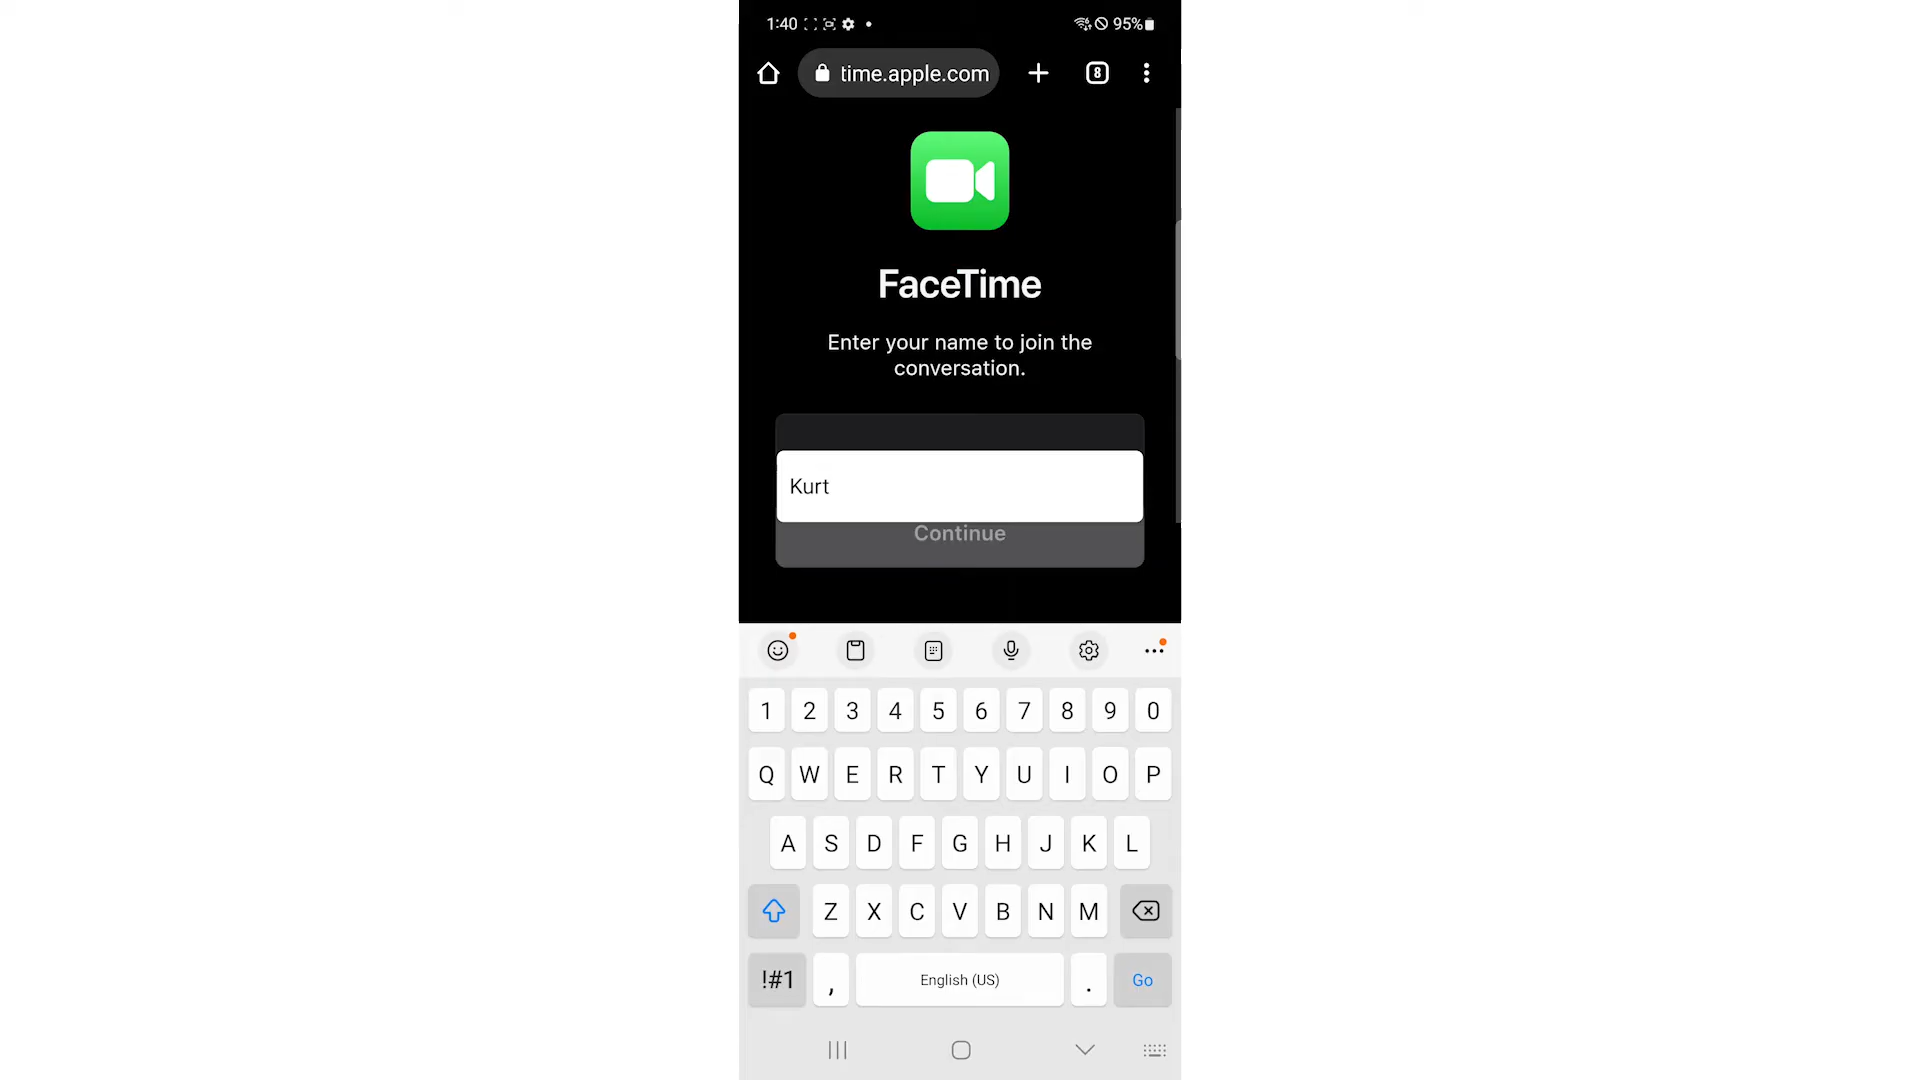 1:40
95%
time.apple.com
8
FaceTime
Enter your name to join the
conversation.
Kurt
Continue
1 2 3 4 5 6 7 8 9 0
Q W E R T Y U I O P
A S D F G H J K L
Z X C V B N M
!#1 , English (US) . Go